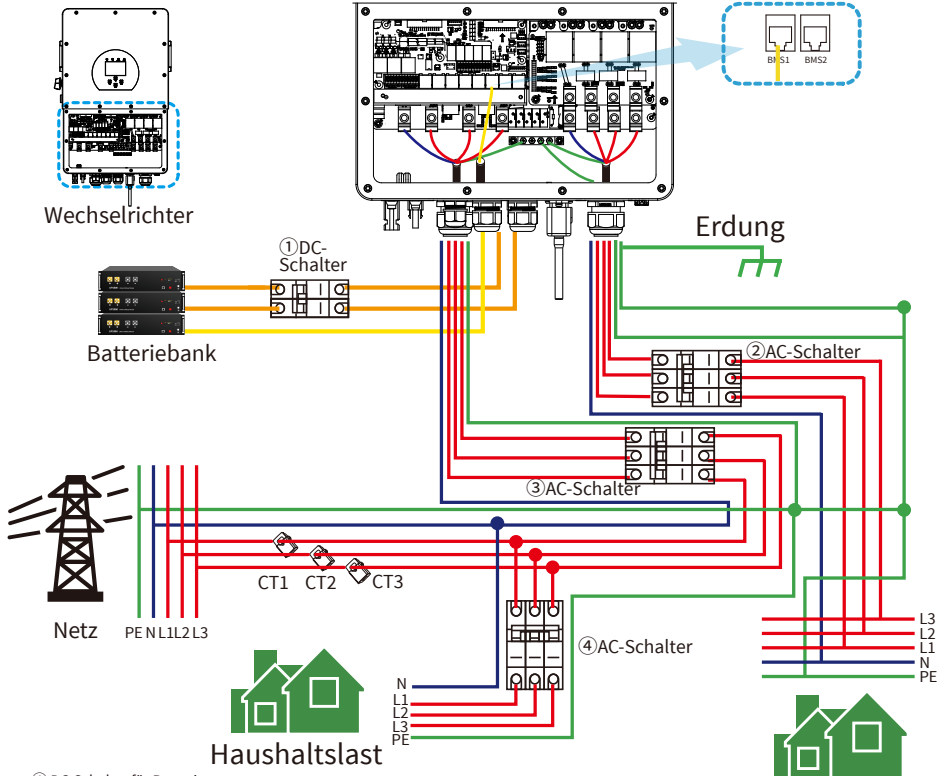 BMS1 BMS2
Wechselrichter
Erdung
①DC-
Schalter
Batteriebank
②AC-Schalter
③AC-Schalter
CT1 CT2 CT3
Netz
PE N L1 L2 L3
④AC-Schalter
L3
L2
L1
N
PE
N
L1
L2
L3
PE
Haushaltslast